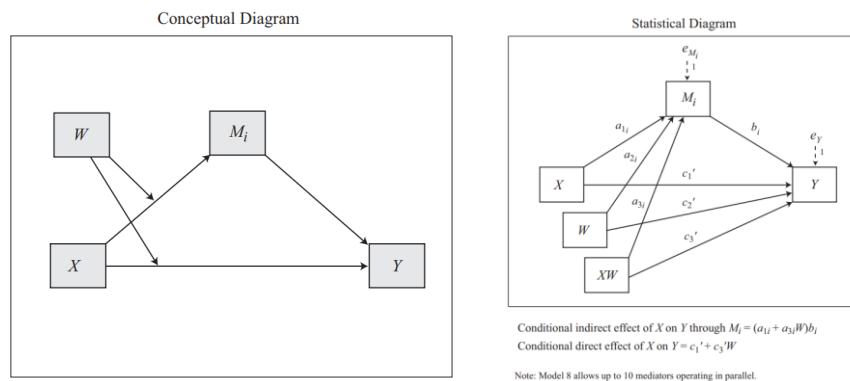 Conceptual Diagram
W
M_i
X
Y
Statistical Diagram
e_{M_i}
1
M_i
a_{1i}
b_i
e_Y
1
a_{2i}
X
c_1′
Y
a_{3i}
c_2′
W
c_3′
XW
Conditional indirect effect of X on Y through M_i = (a_{1i} + a_{3i}W)b_i
Conditional direct effect of X on Y = c_1′ + c_3′W
Note: Model 8 allows up to 10 mediators operating in parallel.